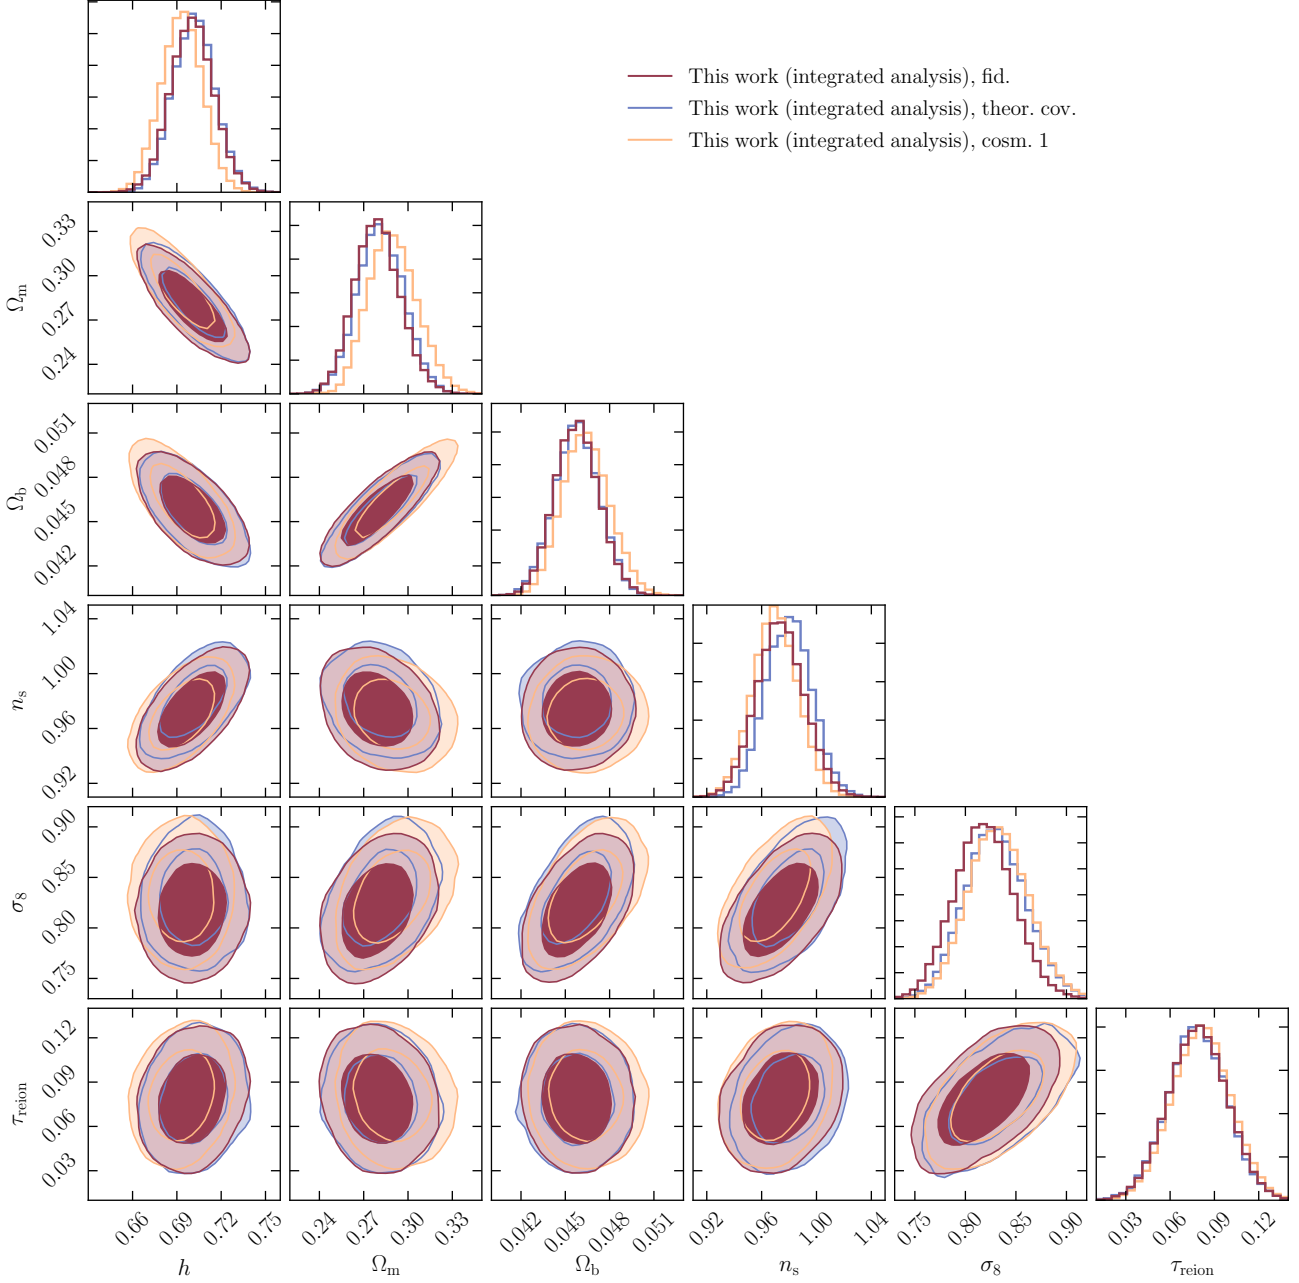 This work (integrated analysis), fid.
This work (integrated analysis), theor. cov.
This work (integrated analysis), cosm. 1
0.33
0.30
0.27
0.24
Ωm
0.051
0.048
0.045
0.042
Ωb
1.04
1.00
0.96
0.92
ns
0.90
0.85
0.80
0.75
σ8
0.12
0.09
0.06
0.03
τreion
0.66 0.69 0.72 0.75 0.24 0.27 0.30 0.33 0.042 0.045 0.048 0.051 0.92 0.96 1.00 1.04 0.75 0.80 0.85 0.90 0.03 0.06 0.09 0.12
h Ωm Ωb ns σ8 τreion